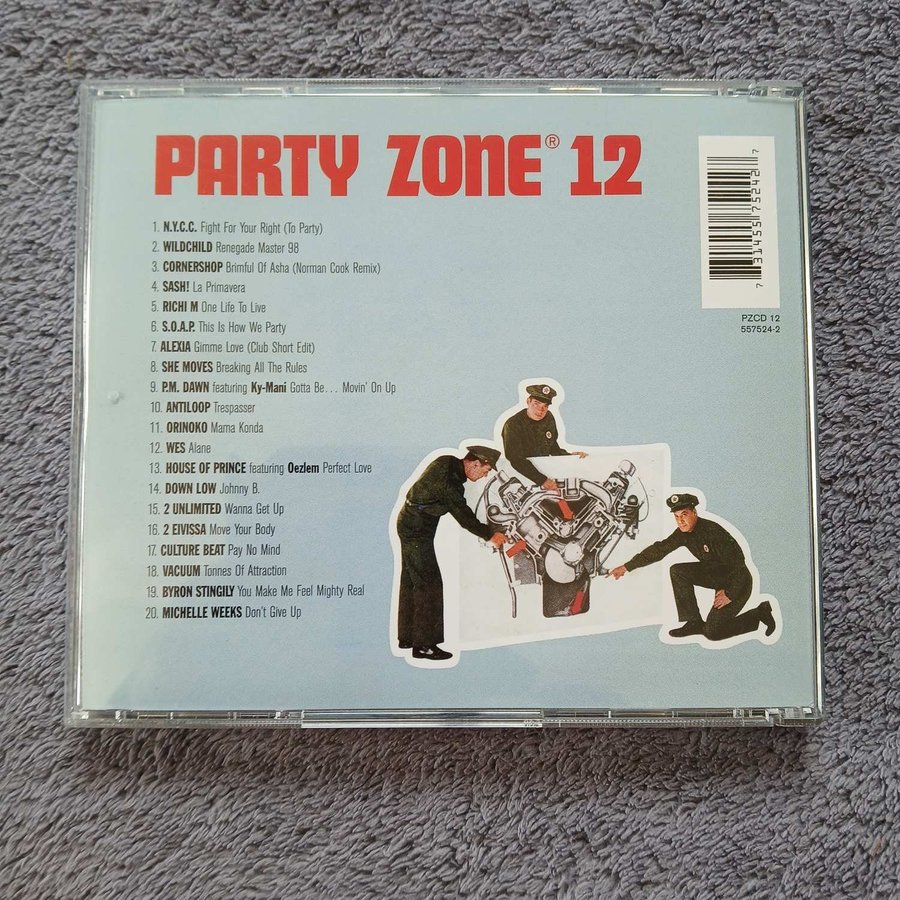 PARTY ZONE® 12
1. N.Y.C.C. Fight For Your Right (To Party)
2. WILDCHILD Renegade Master 98
3. CORNERSHOP Brimful Of Asha (Norman Cook Remix)
4. SASH! La Primavera
5. RICHI M One Life To Live
6. S.O.A.P. This Is How We Party
7. ALEXIA Gimme Love (Club Short Edit)
8. SHE MOVES Breaking All The Rules
9. P.M. DAWN featuring Ky-Mani Gotta Be... Movin' On Up
10. ANTILOOP Trespasser
11. ORINOKO Mama Konda
12. WES Alane
13. HOUSE OF PRINCE featuring Oezlem Perfect Love
14. DOWN LOW Johnny B.
15. 2 UNLIMITED Wanna Get Up
16. 2 EIVISSA Move Your Body
17. CULTURE BEAT Pay No Mind
18. VACUUM Tonnes Of Attraction
19. BYRON STINGILY You Make Me Feel Mighty Real
20. MICHELLE WEEKS Don't Give Up
7 31455 75242 7
PZCD 12
557524-2